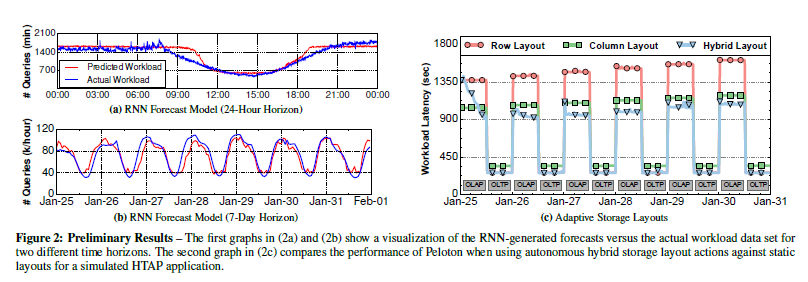 # Queries (min)
2100
1400
700
Predicted Workload
Actual Workload
00:00 03:00 06:00 09:00 12:00 15:00 18:00 21:00 00:00
(a) RNN Forecast Model (24-Hour Horizon)
# Queries (k/hour)
120
80
40
0
Jan-25 Jan-26 Jan-27 Jan-28 Jan-29 Jan-30 Jan-31 Feb-01
(b) RNN Forecast Model (7-Day Horizon)
Workload Latency (sec)
1800
1350
900
450
0
Row Layout Column Layout Hybrid Layout
OLAP OLTP OLAP OLTP OLAP OLTP OLAP OLTP OLAP OLTP OLAP OLTP
Jan-25 Jan-26 Jan-27 Jan-28 Jan-29 Jan-30 Jan-31
(c) Adaptive Storage Layouts
Figure 2: Preliminary Results – The first graphs in (2a) and (2b) show a visualization of the RNN-generated forecasts versus the actual workload data set for
two different time horizons. The second graph in (2c) compares the performance of Peloton when using autonomous hybrid storage layout actions against static
layouts for a simulated HTAP application.